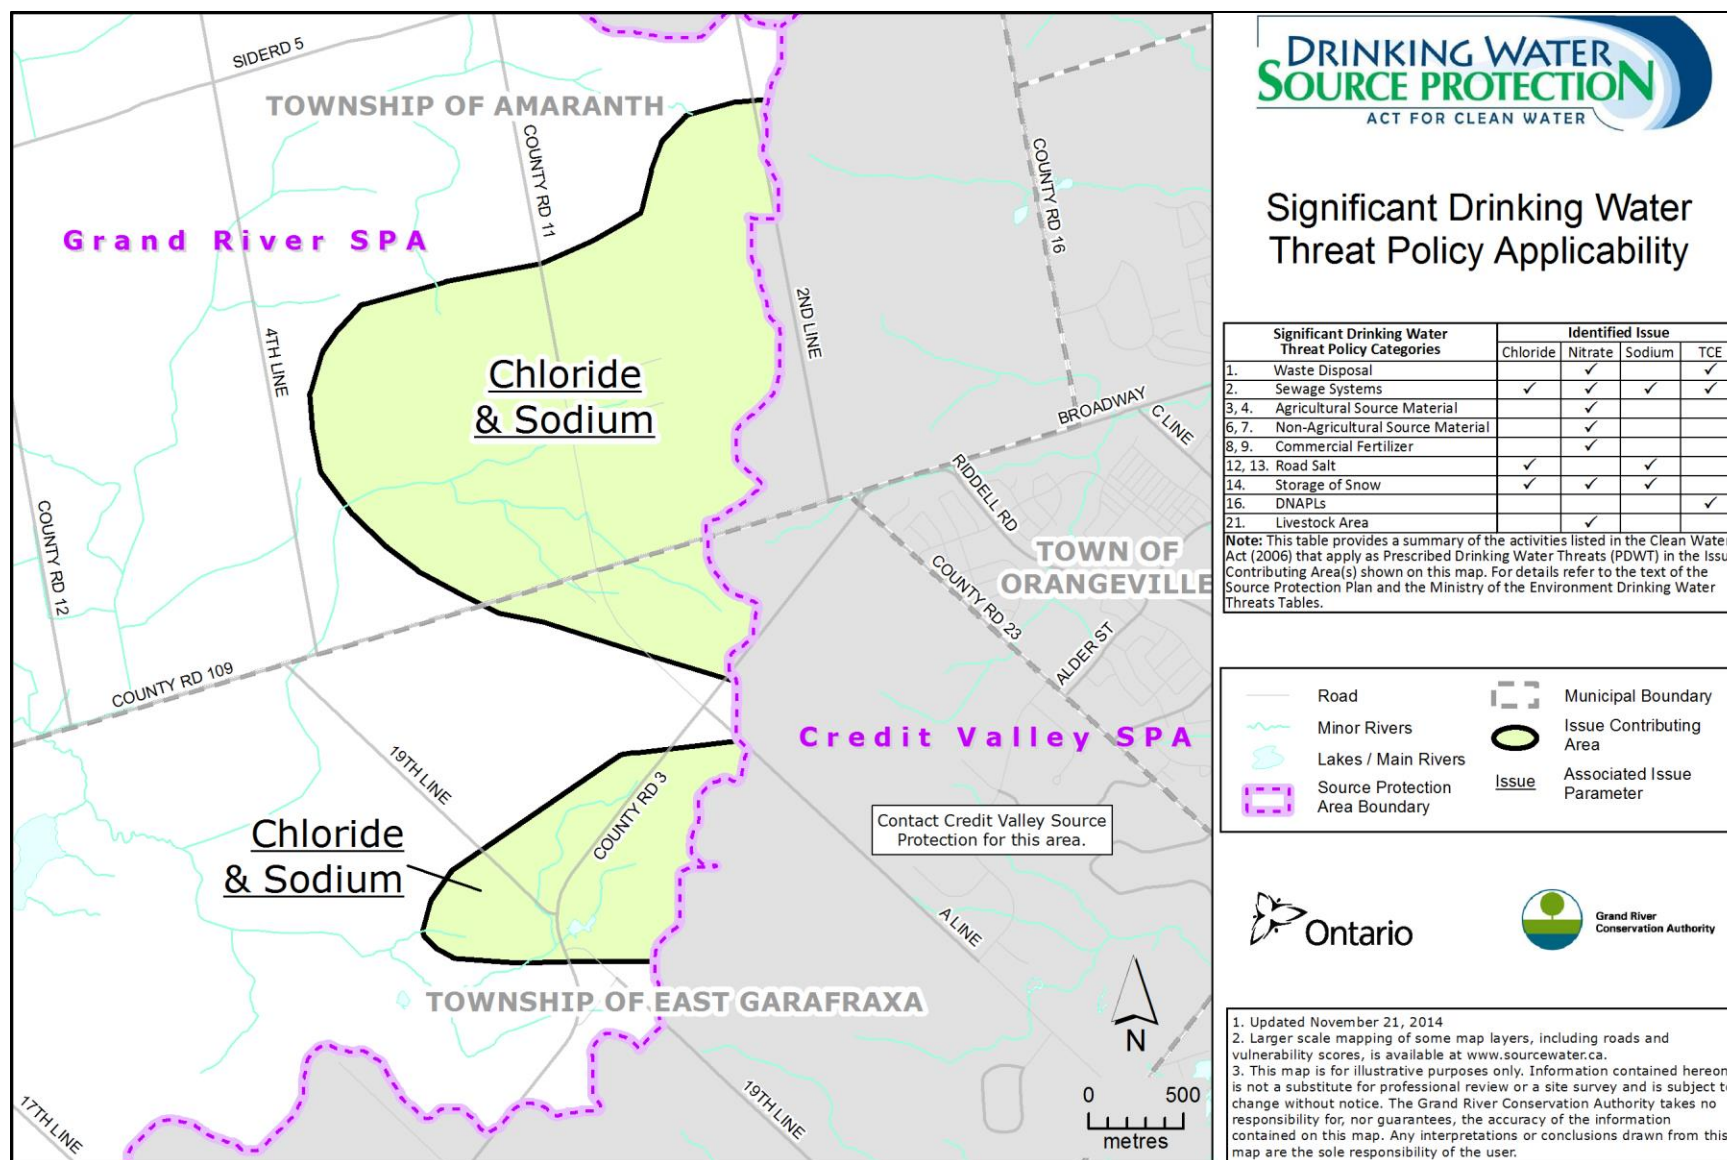 SIDERD 5
TOWNSHIP OF AMARANTH
COUNTY RD 11
COUNTY RD 16
Grand River SPA
4TH LINE
2ND LINE
Chloride
& Sodium
BROADWAY
C LINE
RIDDELL RD
COUNTY RD 12
TOWN OF
ORANGEVILLE
COUNTY RD 23
ALDER ST
COUNTY RD 109
Credit Valley SPA
19TH LINE
COUNTY RD 3
Chloride
& Sodium
Contact Credit Valley Source
Protection for this area.
A LINE
TOWNSHIP OF EAST GARAFRAXA
N
17TH LINE
19TH LINE
0 500
metres
DRINKING WATER
SOURCE PROTECTION
ACT FOR CLEAN WATER
Significant Drinking Water
Threat Policy Applicability
Significant Drinking Water
Threat Policy Categories
Identified Issue
Chloride Nitrate Sodium TCE
1. Waste Disposal ✓ ✓
2. Sewage Systems ✓ ✓ ✓ ✓
3, 4. Agricultural Source Material ✓
6, 7. Non-Agricultural Source Material ✓
8, 9. Commercial Fertilizer ✓
12, 13. Road Salt ✓ ✓
14. Storage of Snow ✓ ✓ ✓
16. DNAPLs ✓
21. Livestock Area ✓
Note: This table provides a summary of the activities listed in the Clean Water
Act (2006) that apply as Prescribed Drinking Water Threats (PDWT) in the Issu
Contributing Area(s) shown on this map. For details refer to the text of the
Source Protection Plan and the Ministry of the Environment Drinking Water
Threats Tables.
Road
Minor Rivers
Lakes / Main Rivers
Source Protection
Area Boundary
Municipal Boundary
Issue Contributing
Area
Issue
Associated Issue
Parameter
Ontario
Grand River
Conservation Authority
1. Updated November 21, 2014
2. Larger scale mapping of some map layers, including roads and
vulnerability scores, is available at www.sourcewater.ca.
3. This map is for illustrative purposes only. Information contained hereon
is not a substitute for professional review or a site survey and is subject to
change without notice. The Grand River Conservation Authority takes no
responsibility for, nor guarantees, the accuracy of the information
contained on this map. Any interpretations or conclusions drawn from this
map are the sole responsibility of the user.